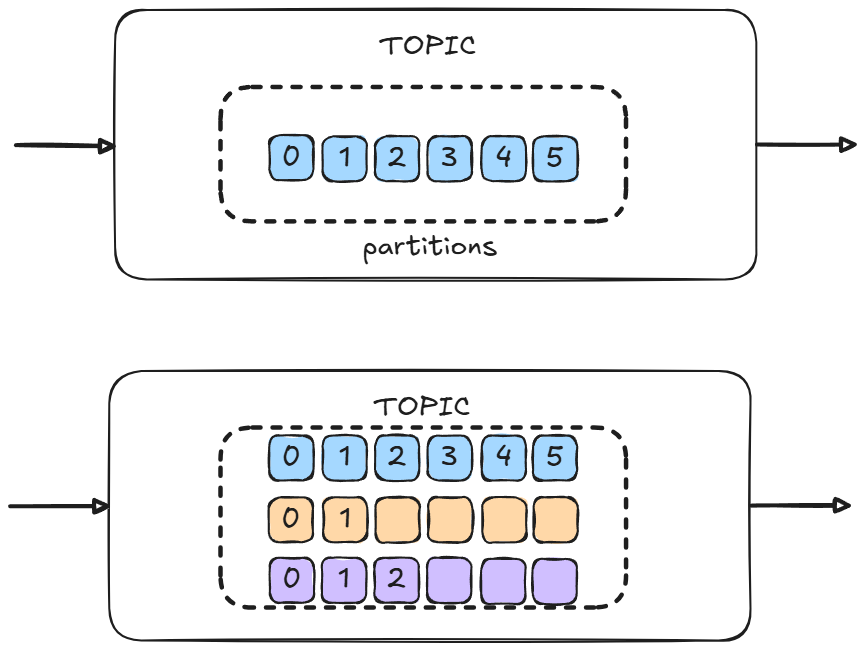 TOPIC
0 1 2 3 4 5
partitions
TOPIC
0 1 2 3 4 5
0 1
0 1 2